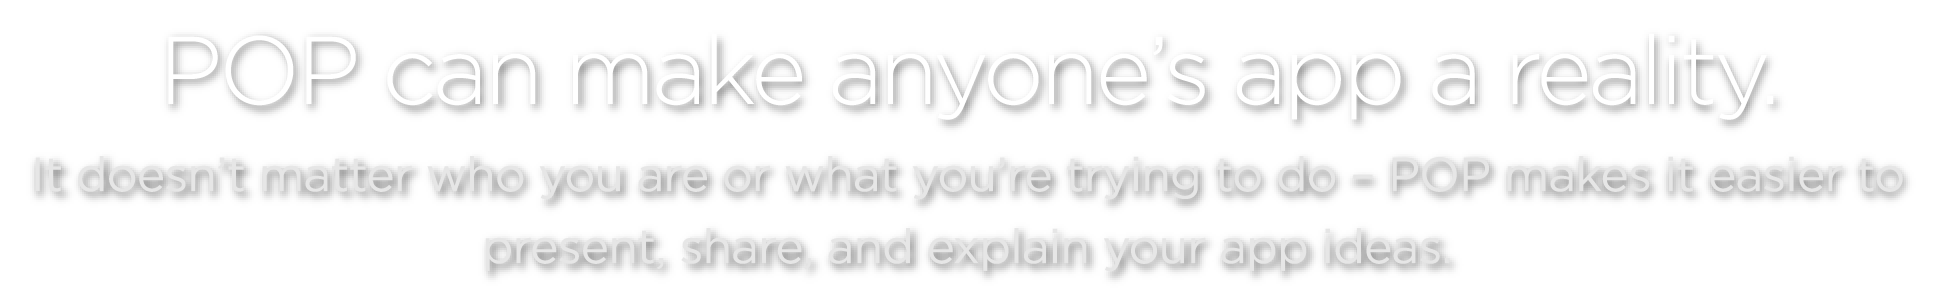 POP can make anyone’s app a reality.
It doesn't matter who you are or what you're trying to do – POP makes it easier to
present, share, and explain your app ideas.